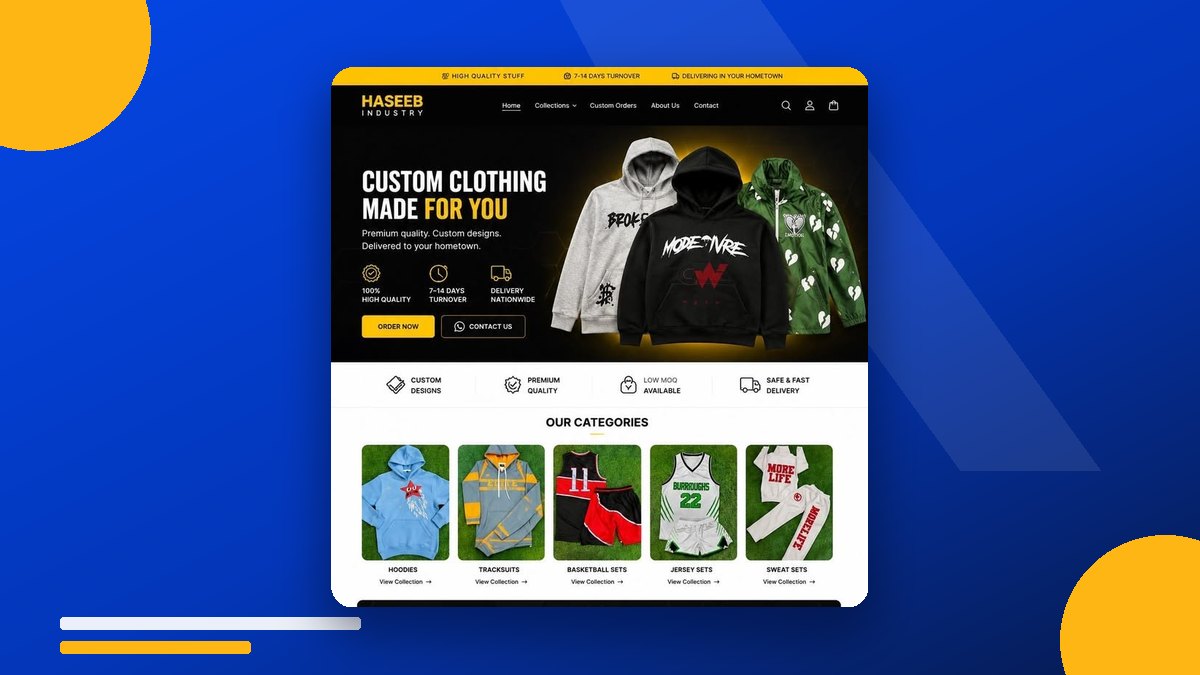 HIGH QUALITY STUFF
7-14 DAYS TURNOVER
DELIVERING IN YOUR HOMETOWN
HASEEB
INDUSTRY
Home
Collections
Custom Orders
About Us
Contact
CUSTOM CLOTHING
MADE FOR YOU
Premium quality. Custom designs.
Delivered to your hometown.
100%
HIGH QUALITY
7–14 DAYS
TURNOVER
DELIVERY
NATIONWIDE
ORDER NOW
CONTACT US
CUSTOM
DESIGNS
PREMIUM
QUALITY
LOW MOQ
AVAILABLE
SAFE & FAST
DELIVERY
OUR CATEGORIES
11
BURROUGHS
22
MORE
LIFE
MORELIFE
HOODIES
TRACKSUITS
BASKETBALL SETS
JERSEY SETS
SWEAT SETS
View Collection →
View Collection →
View Collection →
View Collection →
View Collection →